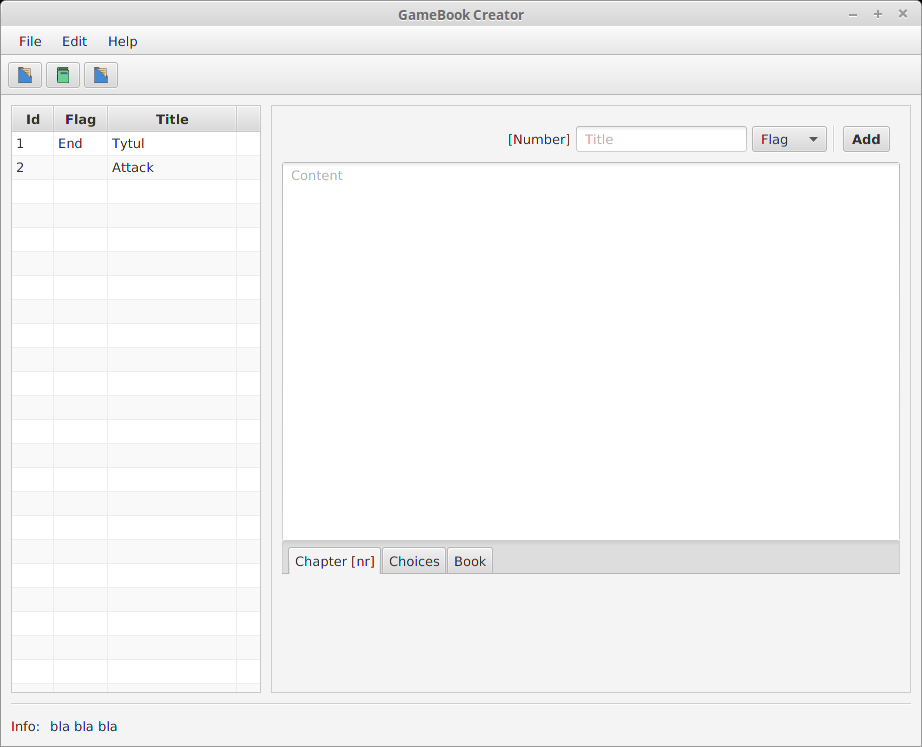 GameBook Creator
File Edit Help
Id Flag Title
1 End Tytul
2 Attack
[Number] Title Flag Add
Content
Chapter [nr] Choices Book
Info: bla bla bla